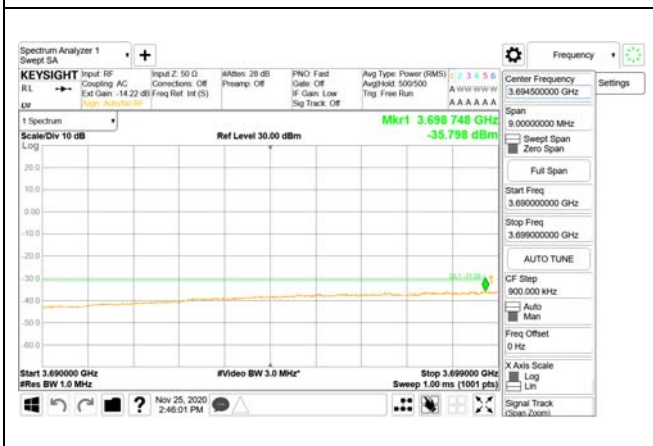 Spectrum Analyzer 1
Swept SA
Frequency
KEYSIGHT
RL
Input: RF
Coupling: AC
Ext Gain: -14.22 dB
Align: Auto/No RF
Input Z: 50 Ω
Corrections: Off
Freq Ref: Int (S)
#Atten: 28 dB
Preamp: Off
PNO: Fast
Gate: Off
IF Gain: Low
Sig Track: Off
Avg Type: Power (RMS)
Avg|Hold: 500/500
Trig: Free Run
1 2 3 4 5 6
A W W W W W
A A A A A A
1 Spectrum
Scale/Div 10 dB
Log
Ref Level 30.00 dBm
Mkr1 3.698 748 GHz
-35.798 dBm
20.0
10.0
0.00
-10.0
-20.0
-30.0
-40.0
-50.0
-60.0
1
Start 3.690000 GHz
#Res BW 1.0 MHz
#Video BW 3.0 MHz*
Stop 3.699000 GHz
Sweep 1.00 ms (1001 pts)
Nov 25, 2020
2:46:01 PM
Center Frequency
3.694500000 GHz
Settings
Span
9.00000000 MHz
Swept Span
Zero Span
Full Span
Start Freq
3.690000000 GHz
Stop Freq
3.699000000 GHz
AUTO TUNE
CF Step
900.000 kHz
Auto
Man
Freq Offset
0 Hz
X Axis Scale
Log
Lin
Signal Track
(Span Zoom)